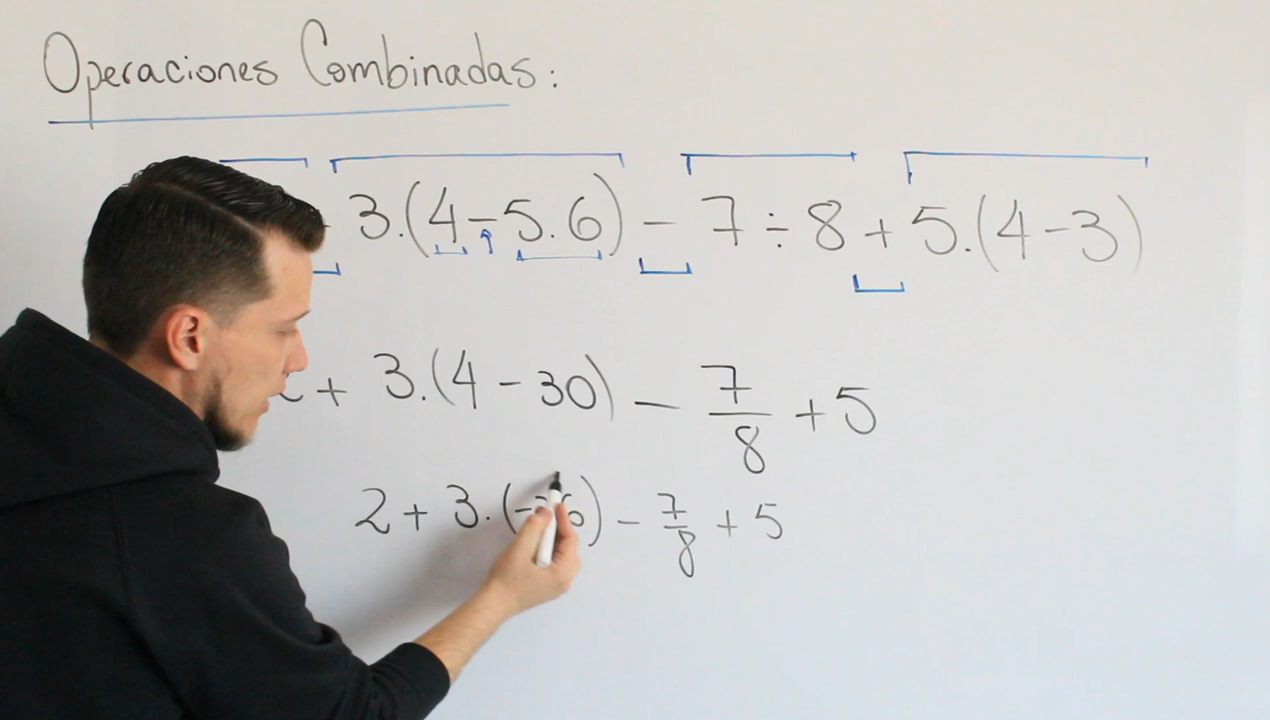 Operaciones Combinadas:
3.(4-5.6) - 7 ÷ 8 + 5.(4-3)
+ 3.(4-30) - 7/8 + 5
2 + 3.(-26) - 7/8 + 5